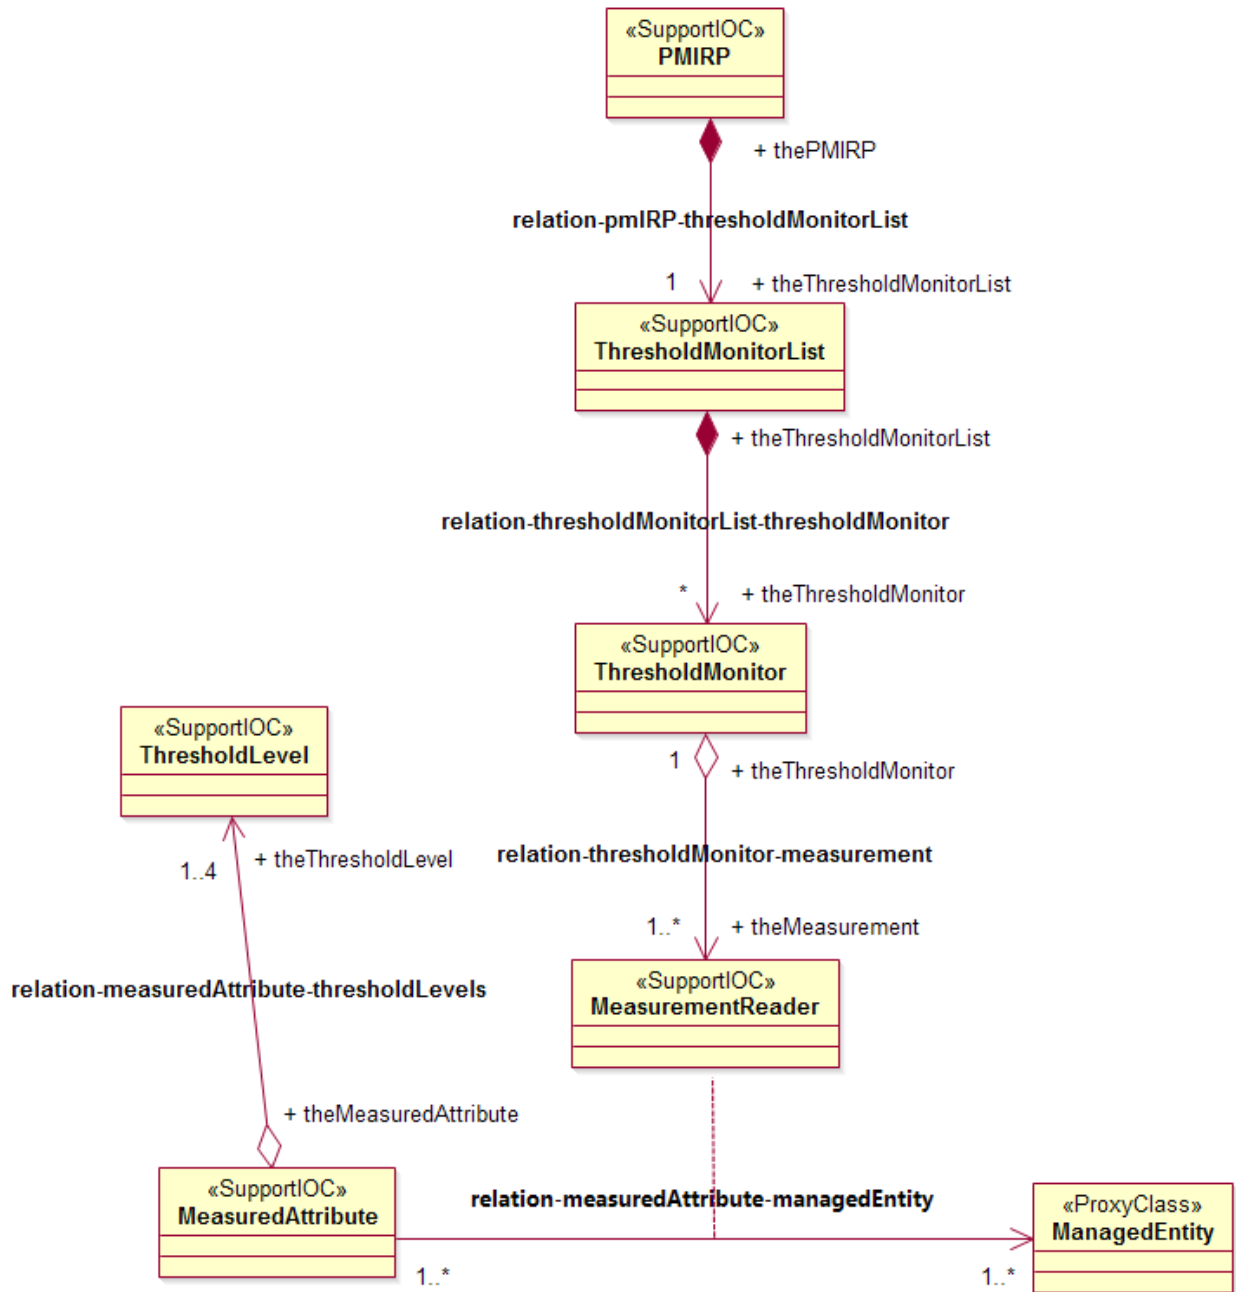 «SupportIOC»
PMIRP
+ thePMIRP
relation-pmIRP-thresholdMonitorList
1
+ theThresholdMonitorList
«SupportIOC»
ThresholdMonitorList
+ theThresholdMonitorList
relation-thresholdMonitorList-thresholdMonitor
*
+ theThresholdMonitor
«SupportIOC»
ThresholdMonitor
1
+ theThresholdMonitor
«SupportIOC»
ThresholdLevel
1..4
+ theThresholdLevel
relation-thresholdMonitor-measurement
1..*
+ theMeasurement
«SupportIOC»
MeasurementReader
relation-measuredAttribute-thresholdLevels
+ theMeasuredAttribute
«SupportIOC»
MeasuredAttribute
relation-measuredAttribute-managedEntity
1..*
1..*
«ProxyClass»
ManagedEntity